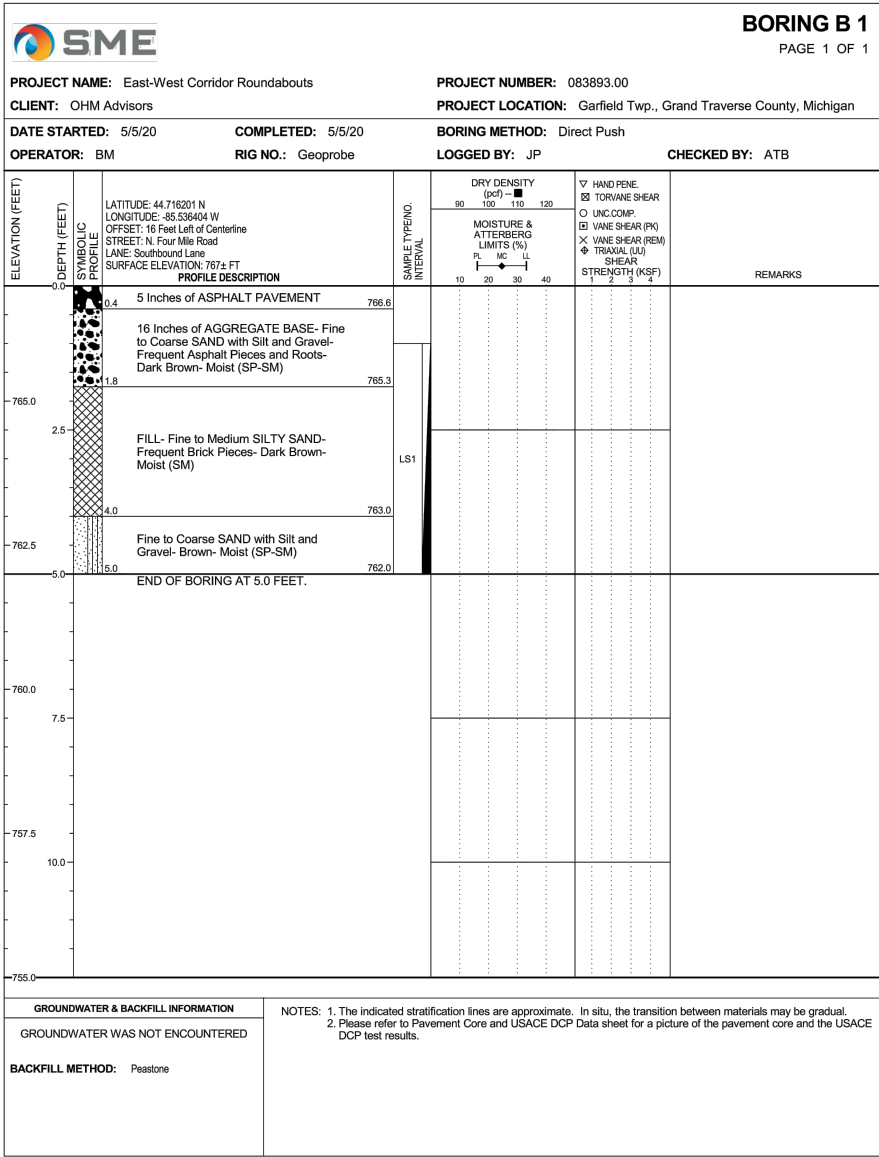 SME
BORING B 1
PAGE 1 OF 1
PROJECT NAME: East-West Corridor Roundabouts
PROJECT NUMBER: 083893.00
CLIENT: OHM Advisors
PROJECT LOCATION: Garfield Twp., Grand Traverse County, Michigan
DATE STARTED: 5/5/20
COMPLETED: 5/5/20
BORING METHOD: Direct Push
OPERATOR: BM
RIG NO.: Geoprobe
LOGGED BY: JP
CHECKED BY: ATB
ELEVATION (FEET)
DEPTH (FEET)
SYMBOLIC
PROFILE
LATITUDE: 44.716201 N
LONGITUDE: -85.536404 W
OFFSET: 16 Feet Left of Centerline
STREET: N. Four Mile Road
LANE: Southbound Lane
SURFACE ELEVATION: 767± FT
PROFILE DESCRIPTION
SAMPLE TYPE/NO.
INTERVAL
DRY DENSITY
(pcf) – ■
90 100 110 120
MOISTURE &
ATTERBERG
LIMITS (%)
PL MC LL
10 20 30 40
▽ HAND PENE.
☒ TORVANE SHEAR
○ UNC.COMP.
▣ VANE SHEAR (PK)
✕ VANE SHEAR (REM)
⌖ TRIAXIAL (UU)
SHEAR
STRENGTH (KSF)
1 2 3 4
REMARKS
0.0
5 Inches of ASPHALT PAVEMENT
0.4
766.6
16 Inches of AGGREGATE BASE- Fine
to Coarse SAND with Silt and Gravel-
Frequent Asphalt Pieces and Roots-
Dark Brown- Moist (SP-SM)
1.8
765.3
765.0
2.5
FILL- Fine to Medium SILTY SAND-
Frequent Brick Pieces- Dark Brown-
Moist (SM)
LS1
4.0
763.0
Fine to Coarse SAND with Silt and
Gravel- Brown- Moist (SP-SM)
762.5
5.0
762.0
5.0
END OF BORING AT 5.0 FEET.
760.0
7.5
757.5
10.0
755.0
GROUNDWATER & BACKFILL INFORMATION
GROUNDWATER WAS NOT ENCOUNTERED
BACKFILL METHOD: Peastone
NOTES: 1. The indicated stratification lines are approximate. In situ, the transition between materials may be gradual.
2. Please refer to Pavement Core and USACE DCP Data sheet for a picture of the pavement core and the USACE
DCP test results.